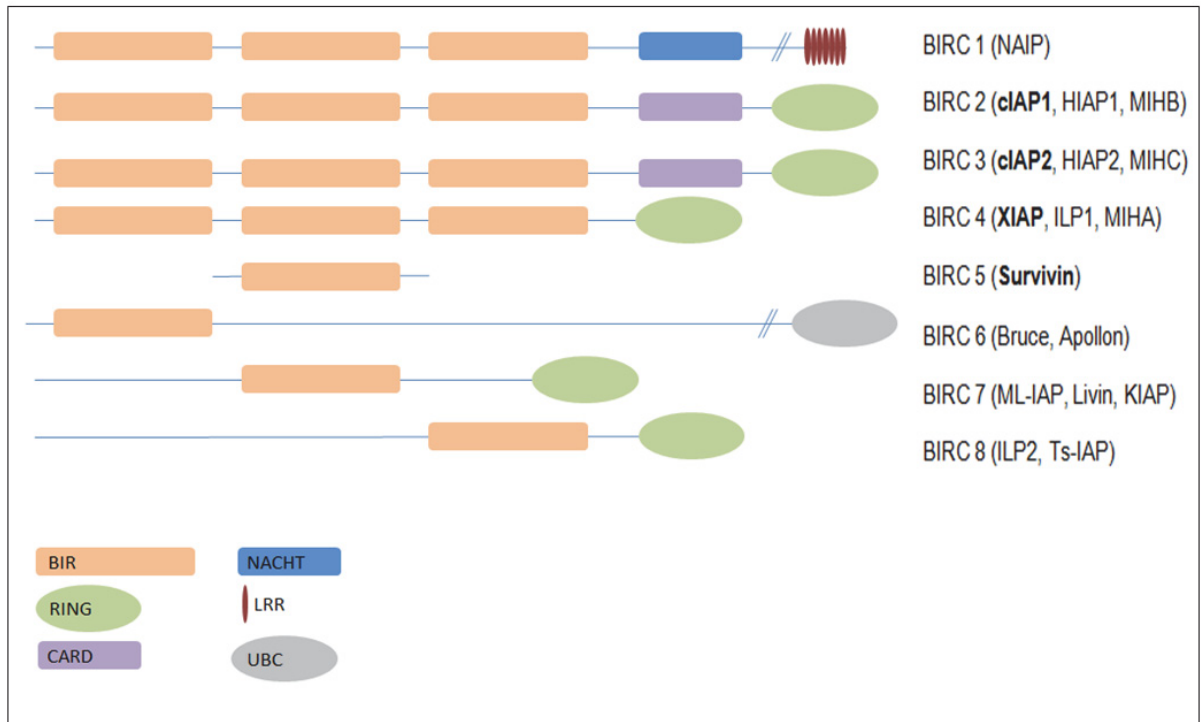 BIRC 1 (NAIP)
BIRC 2 (cIAP1, HIAP1, MIHB)
BIRC 3 (cIAP2, HIAP2, MIHC)
BIRC 4 (XIAP, ILP1, MIHA)
BIRC 5 (Survivin)
BIRC 6 (Bruce, Apollon)
BIRC 7 (ML-IAP, Livin, KIAP)
BIRC 8 (ILP2, Ts-IAP)
BIR
NACHT
RING
LRR
CARD
UBC